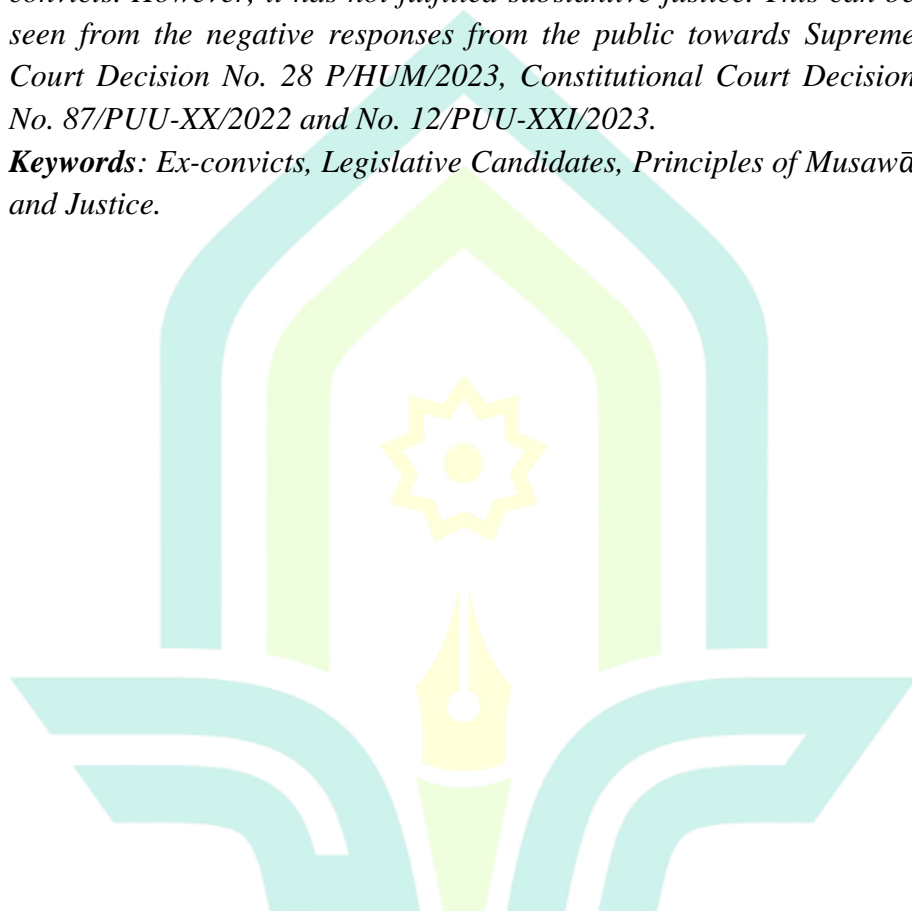 seen from the negative responses from the public towards Supreme
Court Decision No. 28 P/HUM/2023, Constitutional Court Decision
No. 87/PUU-XX/2022 and No. 12/PUU-XXI/2023.
Keywords: Ex-convicts, Legislative Candidates, Principles of Musawā
and Justice.